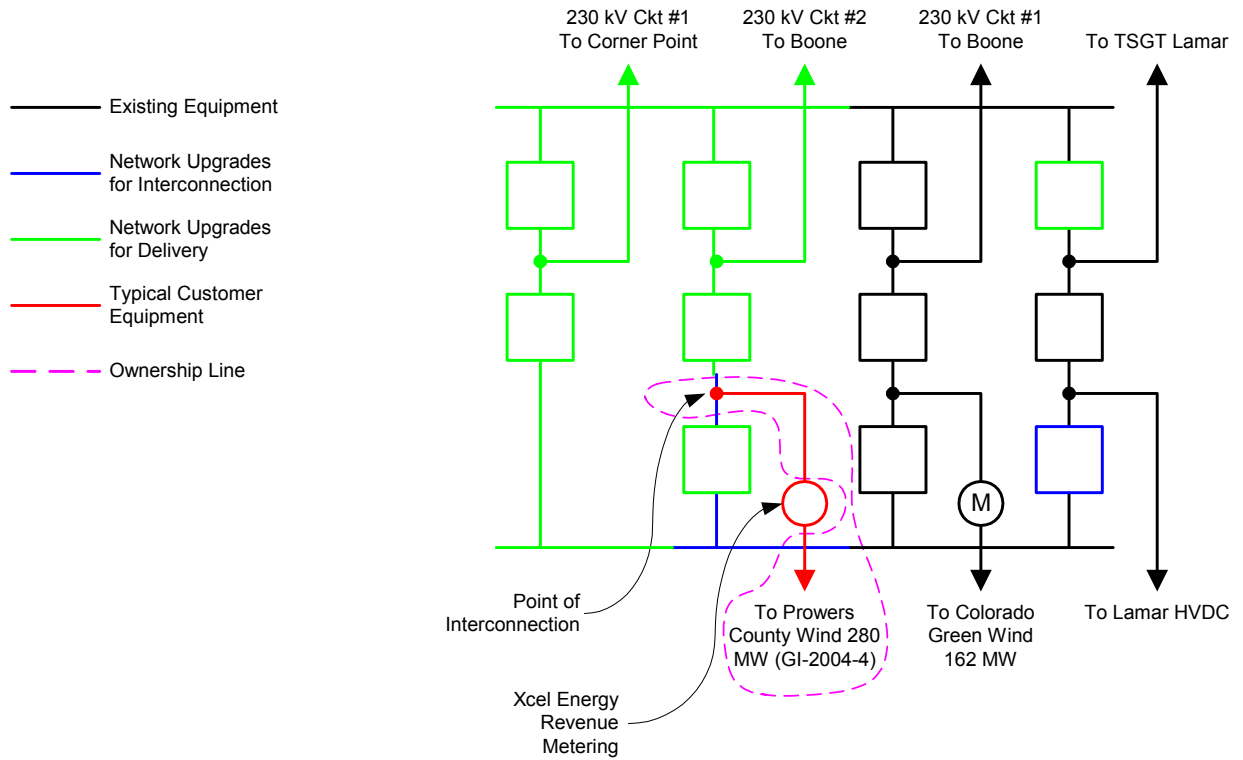 230 kV Ckt #1
To Corner Point
230 kV Ckt #2
To Boone
230 kV Ckt #1
To Boone
To TSGT Lamar
Existing Equipment
Network Upgrades
for Interconnection
Network Upgrades
for Delivery
Typical Customer
Equipment
Ownership Line
M
Point of
Interconnection
To Prowers
County Wind 280
MW (GI-2004-4)
To Colorado
Green Wind
162 MW
To Lamar HVDC
Xcel Energy
Revenue
Metering